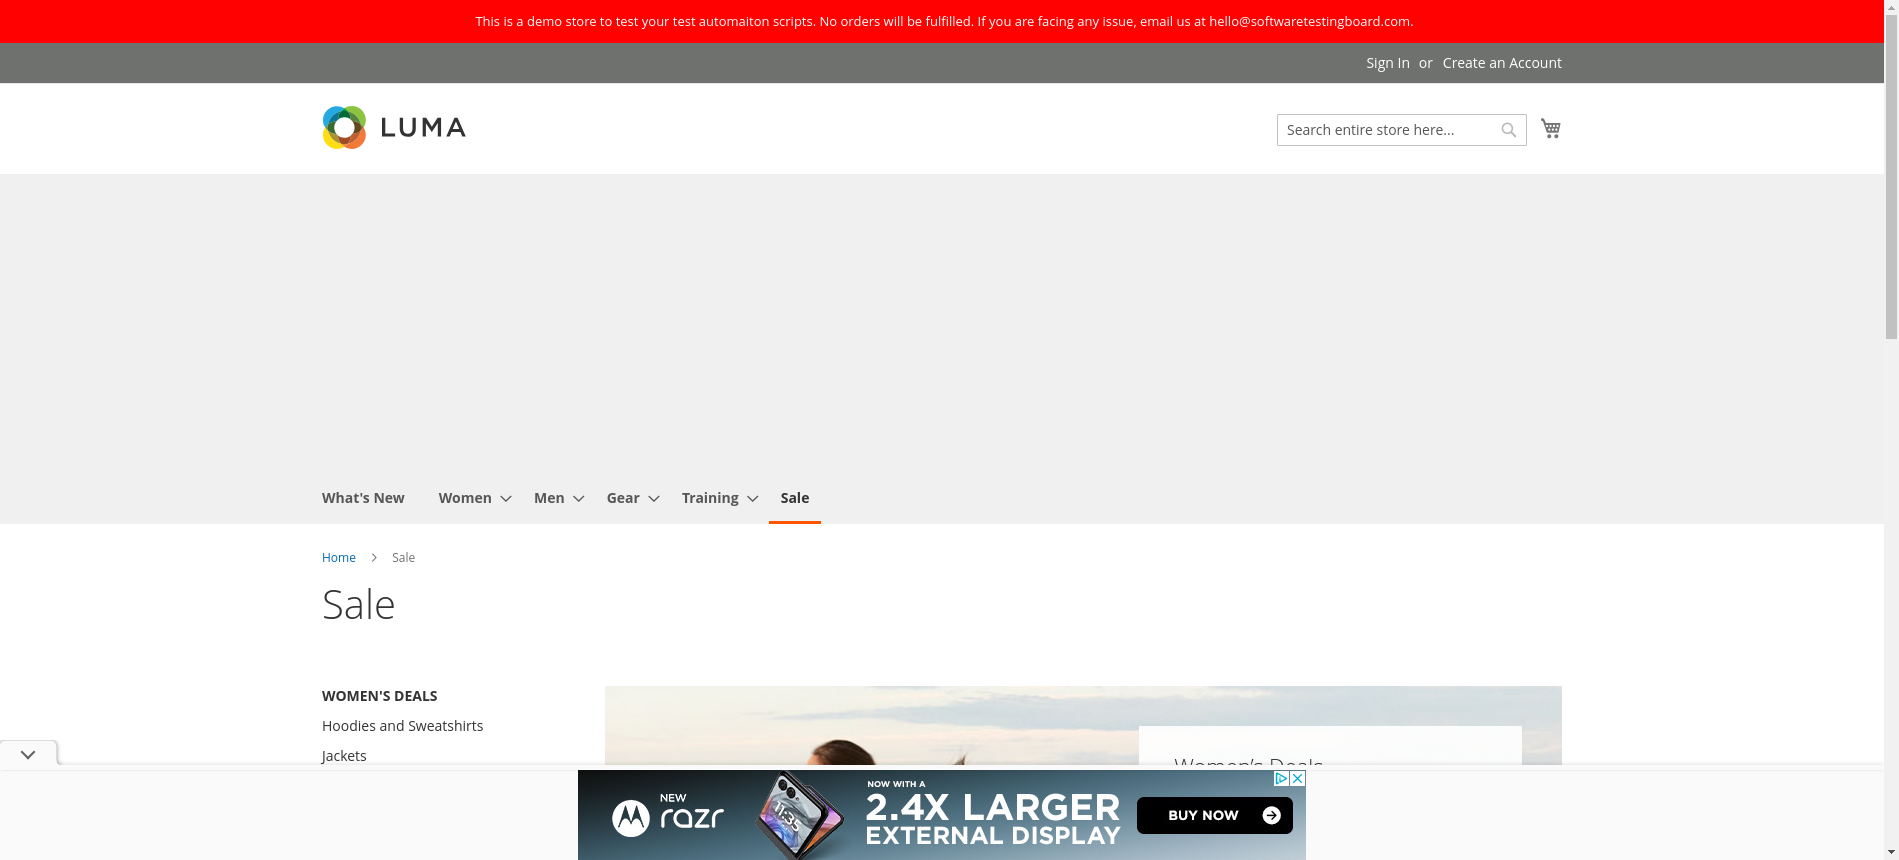 This is a demo store to test your test automaiton scripts. No orders will be fulfilled. If you are facing any issue, email us at hello@softwaretestingboard.com.
Sign In or Create an Account
LUMA
Search entire store here...
What's New Women Men Gear Training Sale
Home Sale
Sale
WOMEN'S DEALS
Hoodies and Sweatshirts
Jackets
Women's Deals
NEW
razr
11:35
NOW WITH A
2.4X LARGER
EXTERNAL DISPLAY
BUY NOW